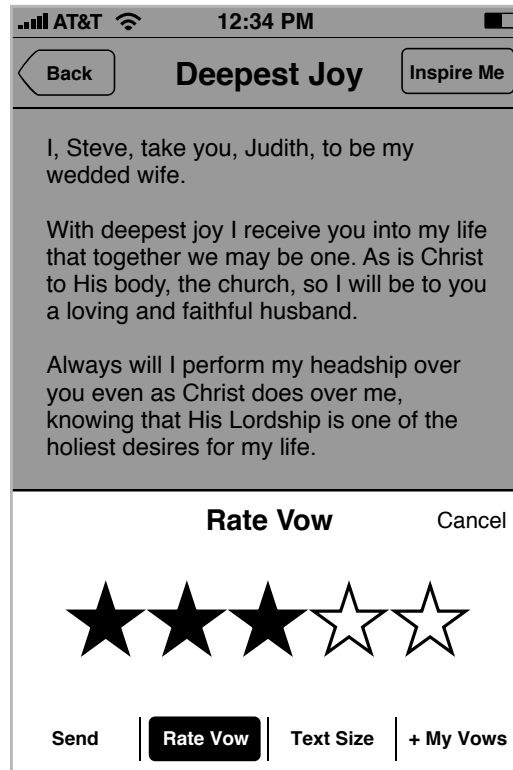 AT&T 12:34 PM
Back Deepest Joy Inspire Me
I, Steve, take you, Judith, to be my
wedded wife.
With deepest joy I receive you into my life
that together we may be one. As is Christ
to His body, the church, so I will be to you
a loving and faithful husband.
Always will I perform my headship over
you even as Christ does over me,
knowing that His Lordship is one of the
holiest desires for my life.
Rate Vow Cancel
Send Rate Vow Text Size + My Vows